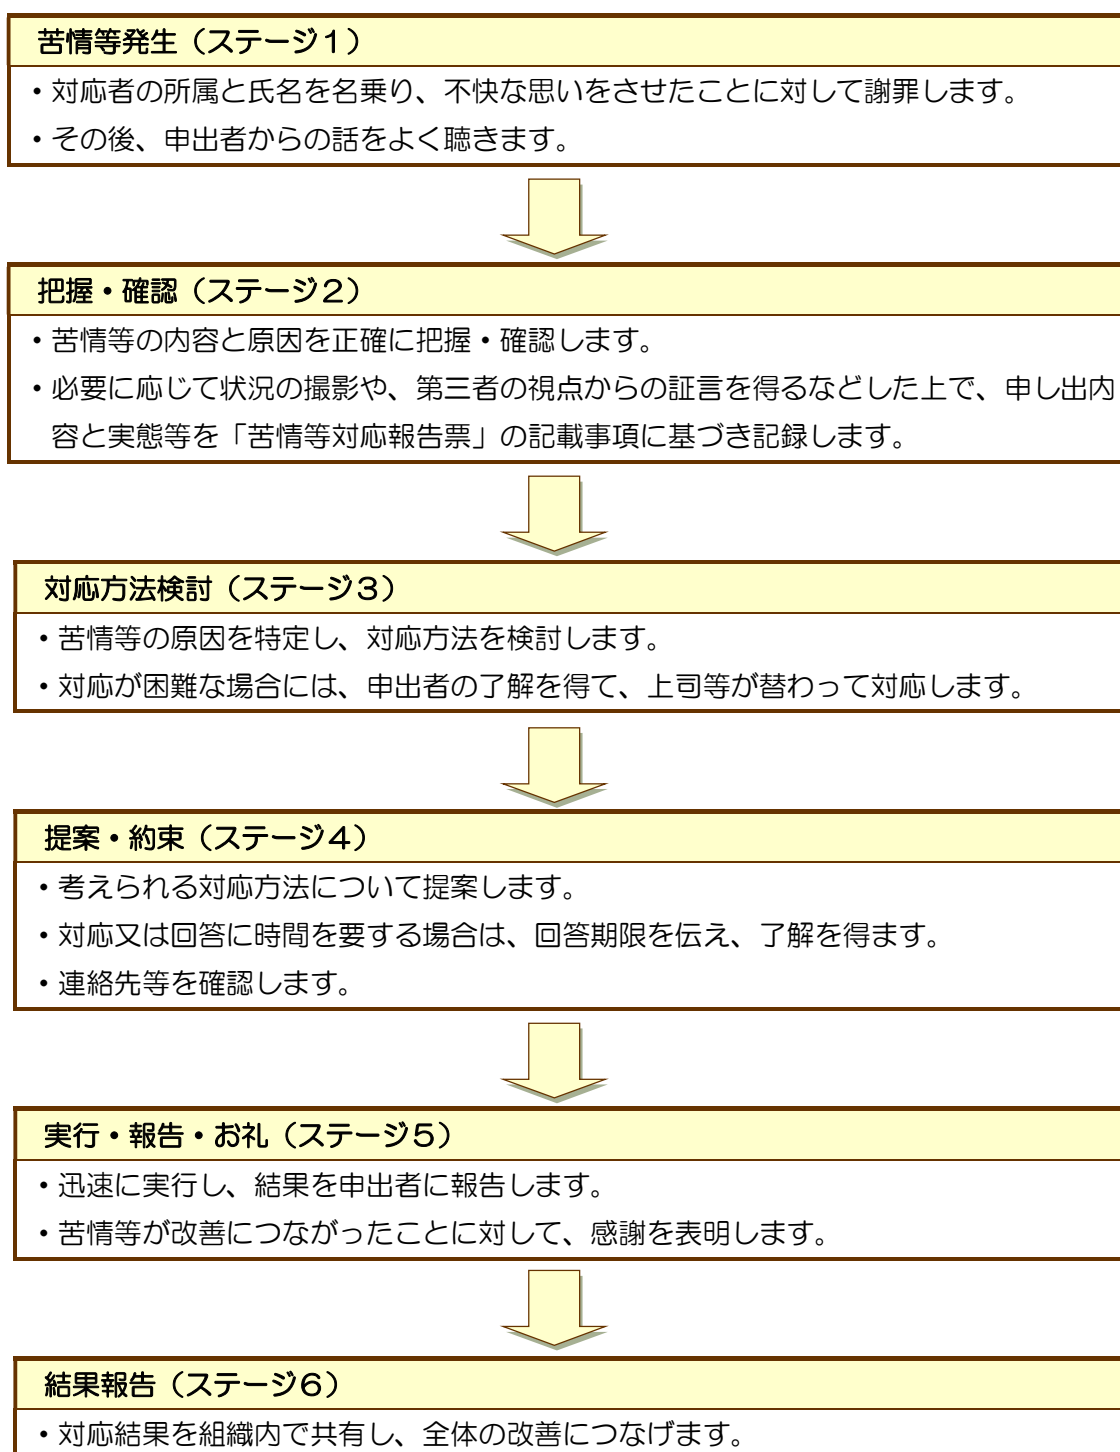 苦情等発生（ステージ１）
・対応者の所属と氏名を名乗り、不快な思いをさせたことに対して謝罪します。
・その後、申出者からの話をよく聴きます。
把握・確認（ステージ２）
・苦情等の内容と原因を正確に把握・確認します。
・必要に応じて状況の撮影や、第三者の視点からの証言を得るなどした上で、申し出内
容と実態等を「苦情等対応報告票」の記載事項に基づき記録します。
対応方法検討（ステージ３）
・苦情等の原因を特定し、対応方法を検討します。
・対応が困難な場合には、申出者の了解を得て、上司等が替わって対応します。
提案・約束（ステージ４）
・考えられる対応方法について提案します。
・対応又は回答に時間を要する場合は、回答期限を伝え、了解を得ます。
・連絡先等を確認します。
実行・報告・お礼（ステージ５）
・迅速に実行し、結果を申出者に報告します。
・苦情等が改善につながったことに対して、感謝を表明します。
結果報告（ステージ６）
・対応結果を組織内で共有し、全体の改善につなげます。